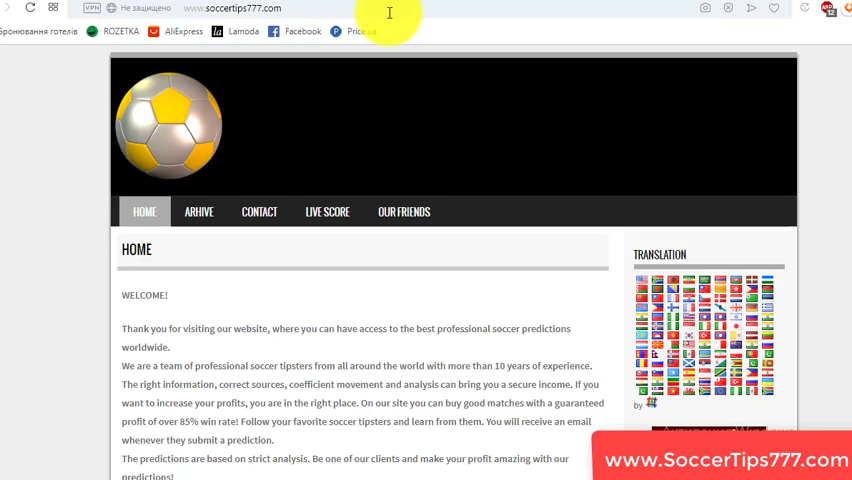 VPN Не защищено www.soccertips777.com
12
Бронювання готелів ROZETKA AliExpress la Lamoda Facebook P Price.ua
HOME ARHIVE CONTACT LIVE SCORE OUR FRIENDS
HOME
WELCOME!
Thank you for visiting our website, where you can have access to the best professional soccer predictions
worldwide.
We are a team of professional soccer tipsters from all around the world with more than 10 years of experience.
The right information, correct sources, coefficient movement and analysis can bring you a secure income. If you
want to increase your profits, you are in the right place. On our site you can buy good matches with a guaranteed
profit of over 85% win rate! Follow your favorite soccer tipsters and learn from them. You will receive an email
whenever they submit a prediction.
The predictions are based on strict analysis. Be one of our clients and make your profit amazing with our
predictions!
TRANSLATION
by
www.SoccerTips777.com